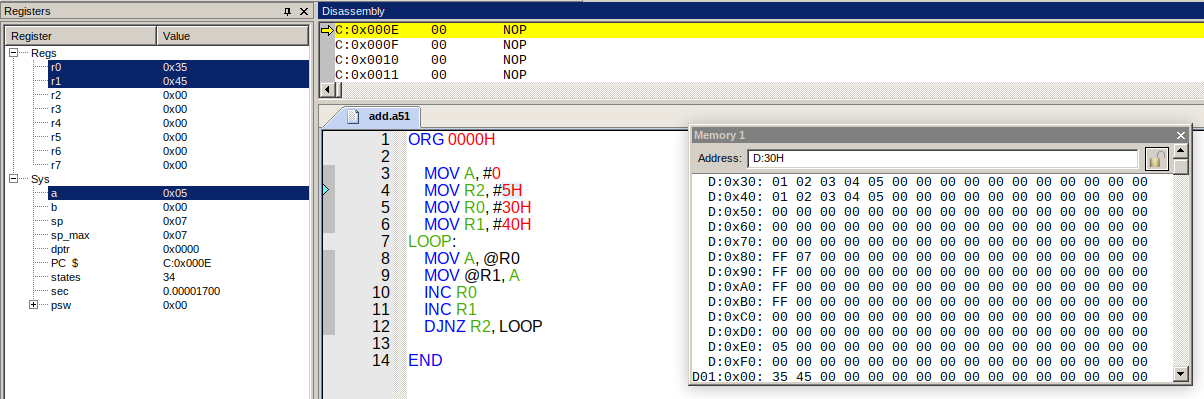 Registers
Register Value
Regs
r0 0x35
r1 0x45
r2 0x00
r3 0x00
r4 0x00
r5 0x00
r6 0x00
r7 0x00
Sys
a 0x05
b 0x00
sp 0x07
sp_max 0x07
dptr 0x0000
PC $ C:0x000E
states 34
sec 0.00001700
psw 0x00
Disassembly
C:0x000E 00 NOP
C:0x000F 00 NOP
C:0x0010 00 NOP
C:0x0011 00 NOP
add.a51
1 ORG 0000H
2
3 MOV A, #0
4 MOV R2, #5H
5 MOV R0, #30H
6 MOV R1, #40H
7 LOOP:
8 MOV A, @R0
9 MOV @R1, A
10 INC R0
11 INC R1
12 DJNZ R2, LOOP
13
14 END
Memory 1
Address: D:30H
D:0x30: 01 02 03 04 05 00 00 00 00 00 00 00 00 00 00 00
D:0x40: 01 02 03 04 05 00 00 00 00 00 00 00 00 00 00 00
D:0x50: 00 00 00 00 00 00 00 00 00 00 00 00 00 00 00 00
D:0x60: 00 00 00 00 00 00 00 00 00 00 00 00 00 00 00 00
D:0x70: 00 00 00 00 00 00 00 00 00 00 00 00 00 00 00 00
D:0x80: FF 07 00 00 00 00 00 00 00 00 00 00 00 00 00 00
D:0x90: FF 00 00 00 00 00 00 00 00 00 00 00 00 00 00 00
D:0xA0: FF 00 00 00 00 00 00 00 00 00 00 00 00 00 00 00
D:0xB0: FF 00 00 00 00 00 00 00 00 00 00 00 00 00 00 00
D:0xC0: 00 00 00 00 00 00 00 00 00 00 00 00 00 00 00 00
D:0xD0: 00 00 00 00 00 00 00 00 00 00 00 00 00 00 00 00
D:0xE0: 05 00 00 00 00 00 00 00 00 00 00 00 00 00 00 00
D:0xF0: 00 00 00 00 00 00 00 00 00 00 00 00 00 00 00 00
D01:0x00: 35 45 00 00 00 00 00 00 00 00 00 00 00 00 00 00